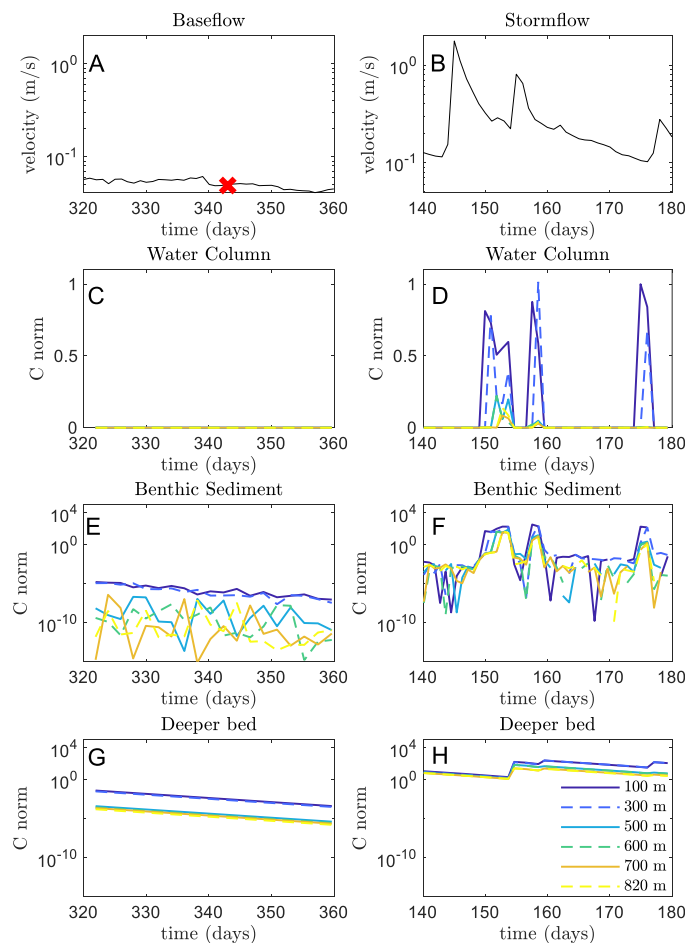 Baseflow
Stormflow
A
B
velocity (m/s)
10^0
10^-1
320 330 340 350 360
time (days)
velocity (m/s)
10^0
10^-1
140 150 160 170 180
time (days)
Water Column
Water Column
C
D
C norm
1
0.5
0
320 330 340 350 360
time (days)
C norm
1
0.5
0
140 150 160 170 180
time (days)
Benthic Sediment
Benthic Sediment
E
F
C norm
10^4
10^0
10^-10
320 330 340 350 360
time (days)
C norm
10^4
10^0
10^-10
140 150 160 170 180
time (days)
Deeper bed
Deeper bed
G
H
C norm
10^4
10^0
10^-10
320 330 340 350 360
time (days)
C norm
10^4
10^0
10^-10
140 150 160 170 180
time (days)
100 m
300 m
500 m
600 m
700 m
820 m